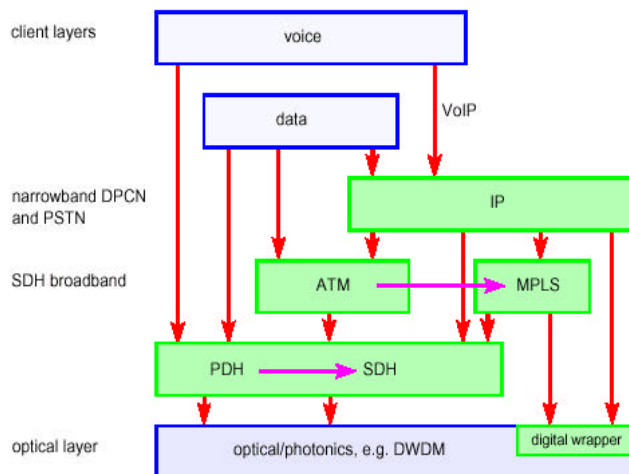 client layers
voice
VoIP
data
narrowband DPCN
and PSTN
IP
SDH broadband
ATM
MPLS
PDH
SDH
optical layer
optical/photonics, e.g. DWDM
digital wrapper